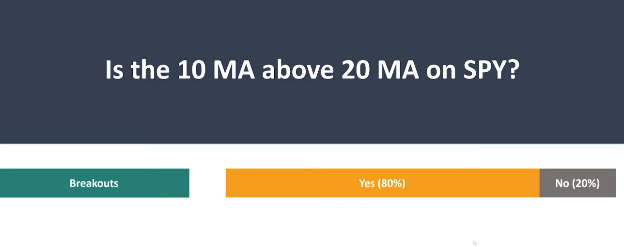 Is the 10 MA above 20 MA on SPY?
Breakouts
Yes (80%)
No (20%)